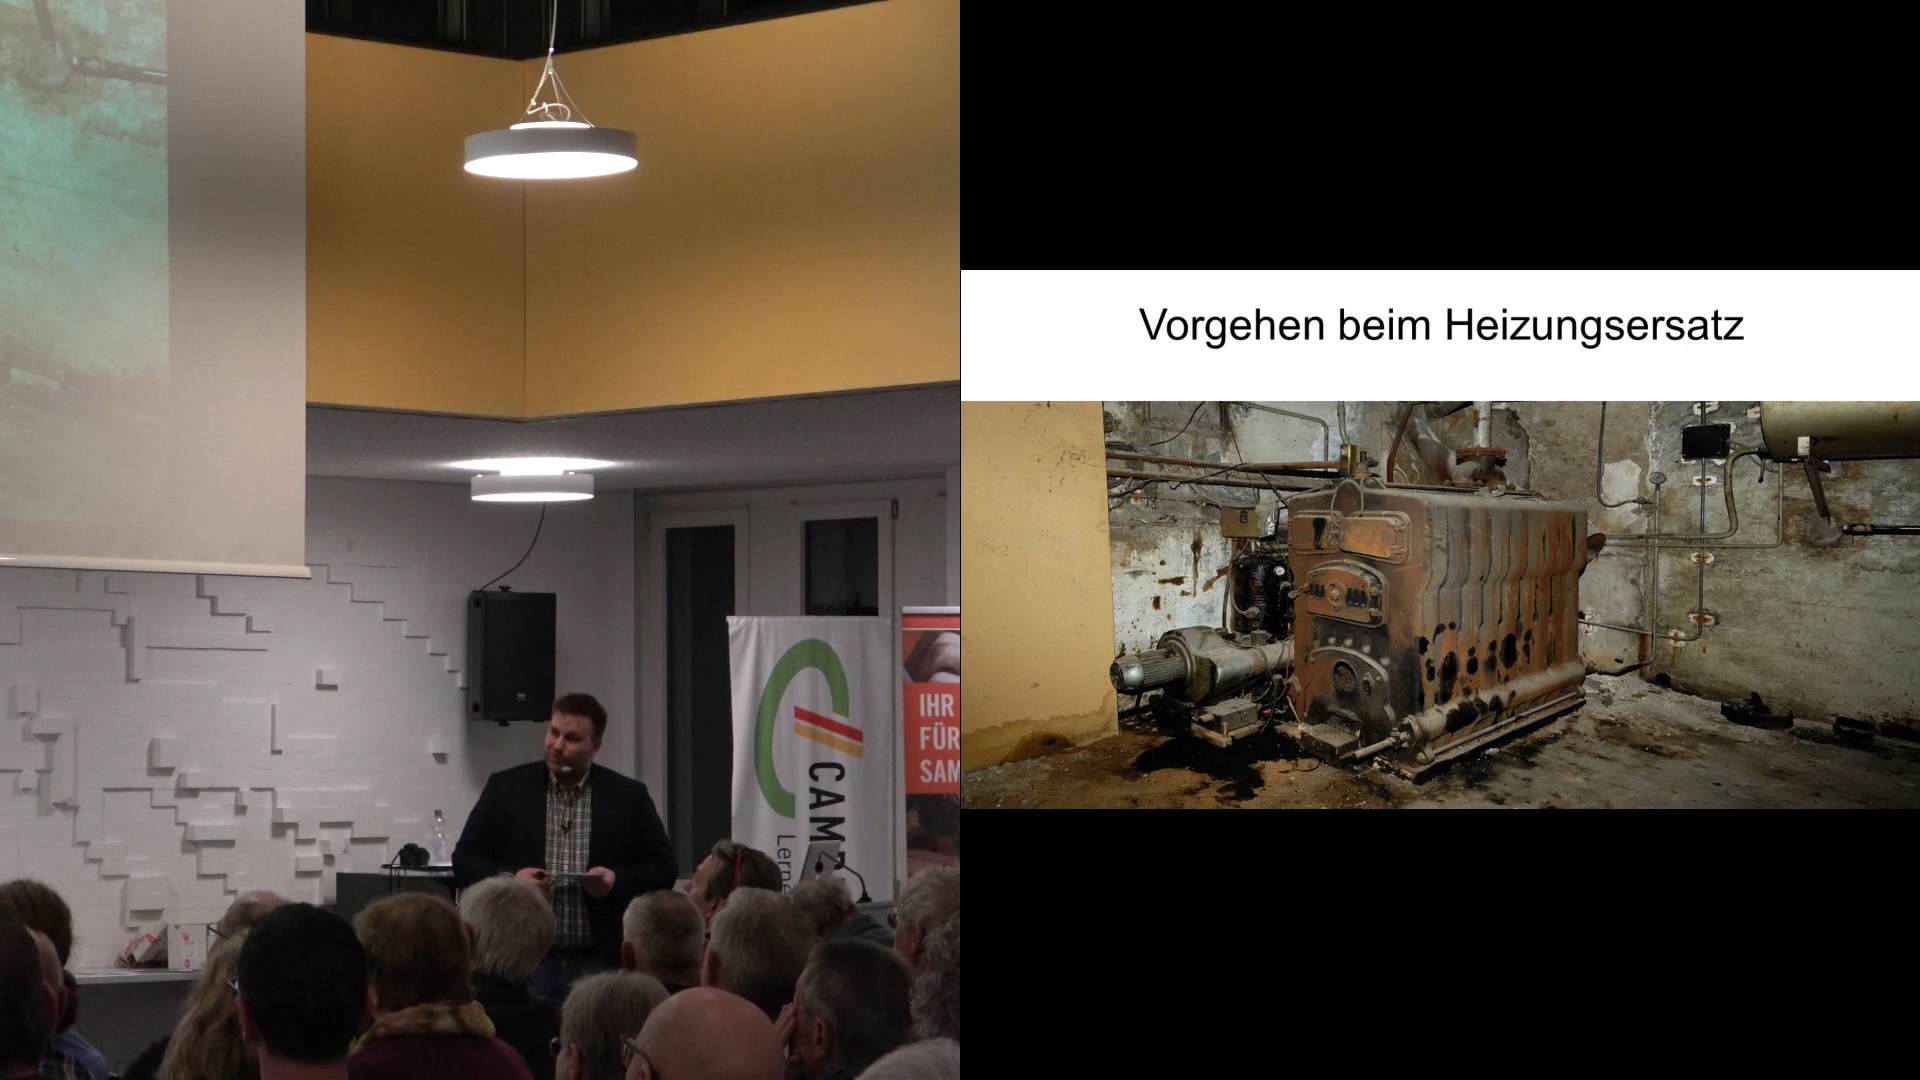 Vorgehen beim Heizungsersatz
IHR
FÜR
SAM
CAM
Lerne